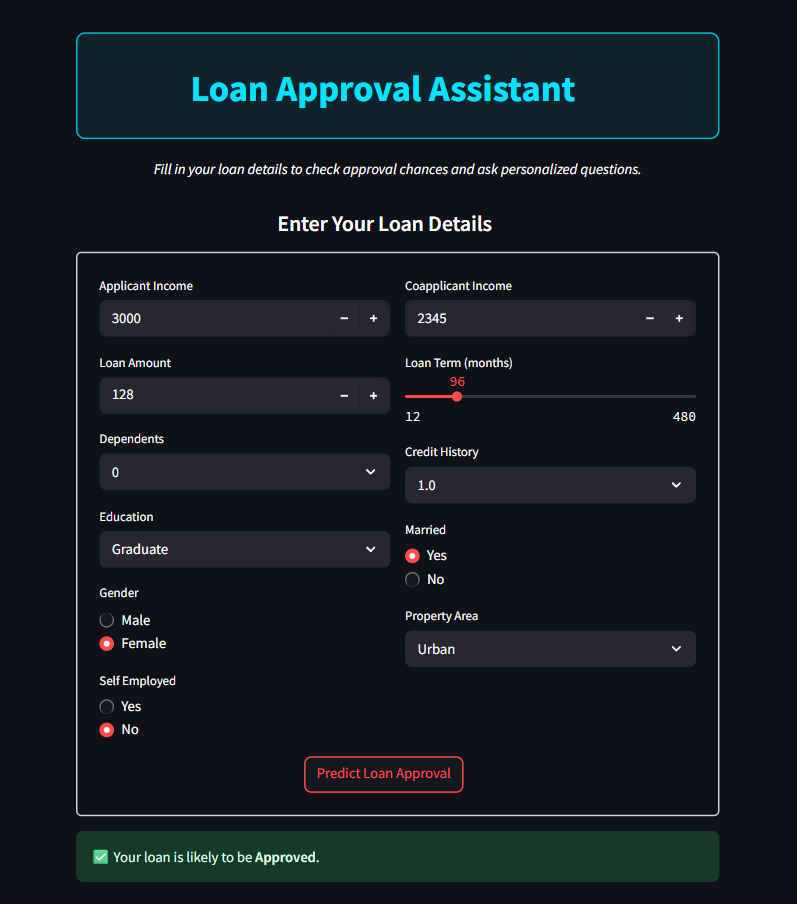 Loan Approval Assistant
Fill in your loan details to check approval chances and ask personalized questions.
Enter Your Loan Details
Applicant Income
3000
Coapplicant Income
2345
Loan Amount
128
Loan Term (months)
96
12 480
Dependents
0
Credit History
1.0
Education
Graduate
Married
Yes
No
Gender
Male
Female
Property Area
Urban
Self Employed
Yes
No
Predict Loan Approval
✅ Your loan is likely to be Approved.